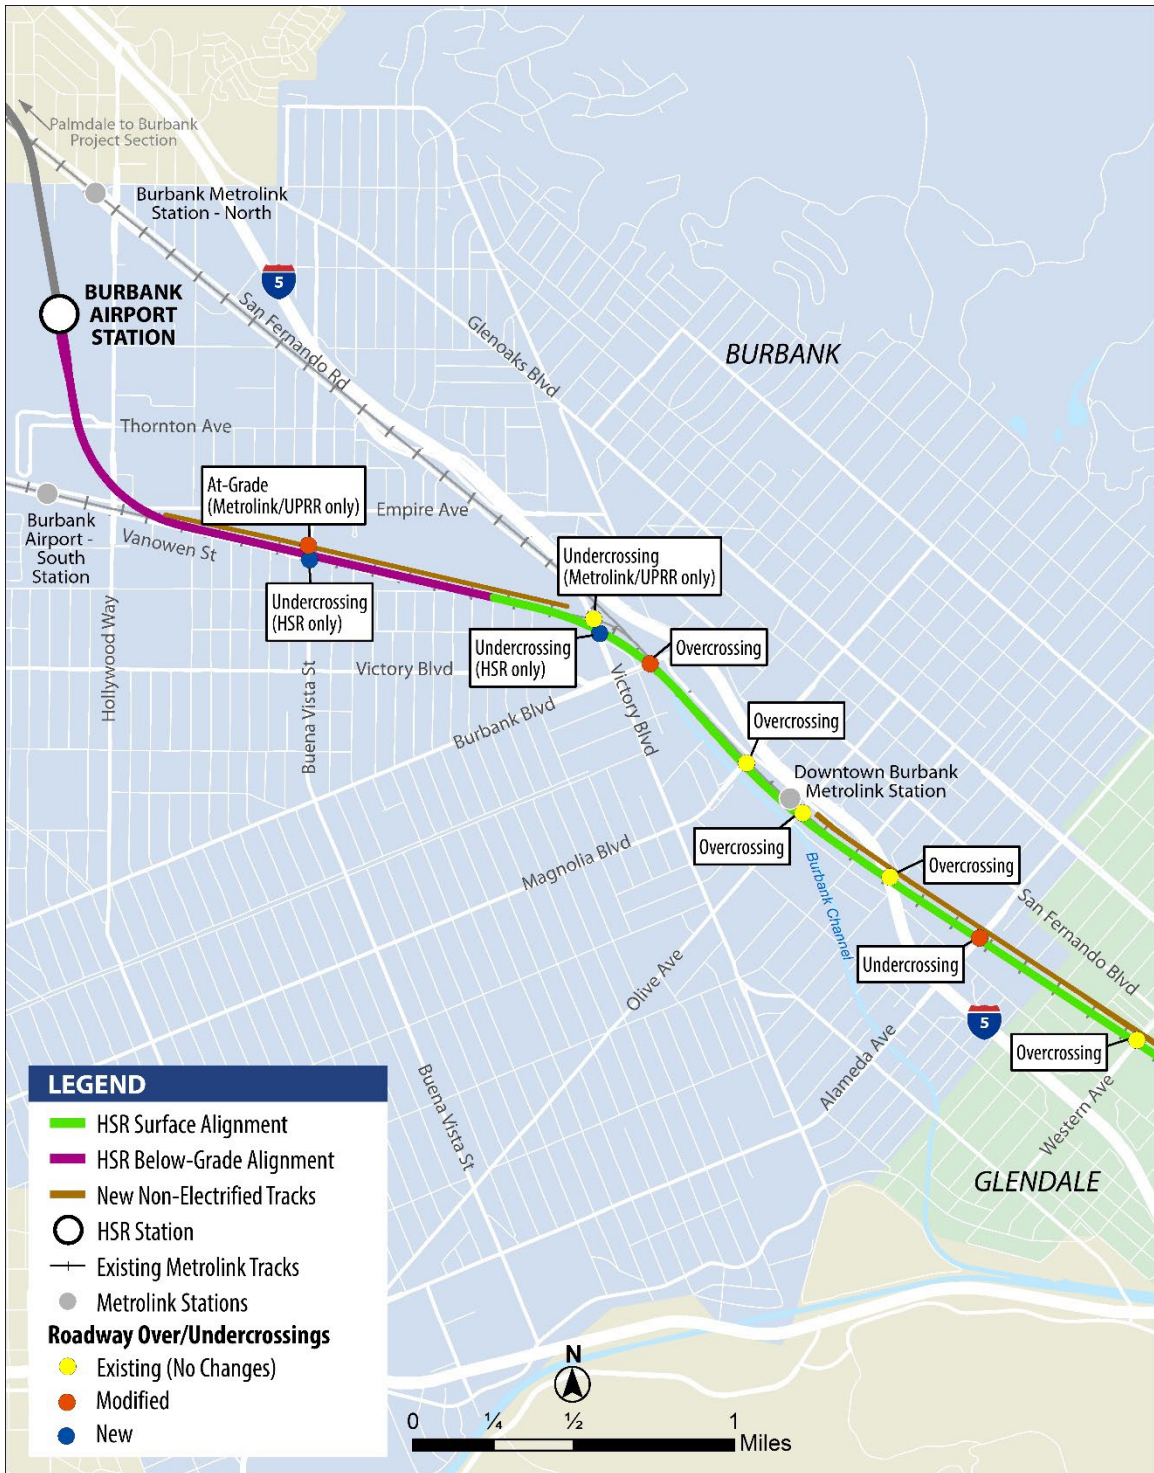 Palmdale to Burbank
Project Section
Burbank Metrolink
Station - North
5
BURBANK
AIRPORT
STATION
San Fernando Rd
Glenoaks Blvd
BURBANK
Thornton Ave
At-Grade
(Metrolink/UPRR only)
Empire Ave
Burbank
Airport -
South
Station
Vanowen St
Undercrossing
(Metrolink/UPRR only)
Undercrossing
(HSR only)
Hollywood Way
Undercrossing
(HSR only)
Overcrossing
Victory Blvd
Buena Vista St
Burbank Blvd
Victory Blvd
Overcrossing
Downtown Burbank
Metrolink Station
Overcrossing
Magnolia Blvd
Overcrossing
Burbank Channel
San Fernando Blvd
Undercrossing
Olive Ave
5
Overcrossing
Alameda Ave
Buena Vista St
Western Ave
GLENDALE
LEGEND
HSR Surface Alignment
HSR Below-Grade Alignment
New Non-Electrified Tracks
HSR Station
Existing Metrolink Tracks
Metrolink Stations
Roadway Over/Undercrossings
Existing (No Changes)
Modified
New
N
0 ¼ ½ 1
Miles